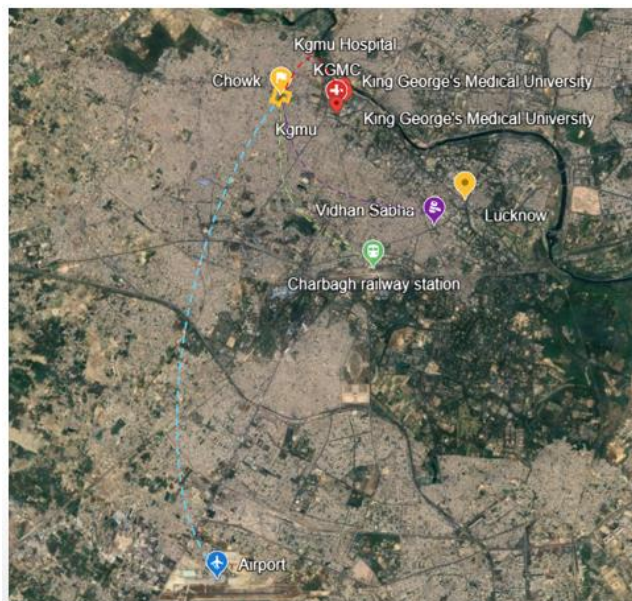 Kgmu Hospital
Chowk
KGMC
King George's Medical University
Kgmu
King George's Medical University
Vidhan Sabha
Lucknow
Charbagh railway station
Airport